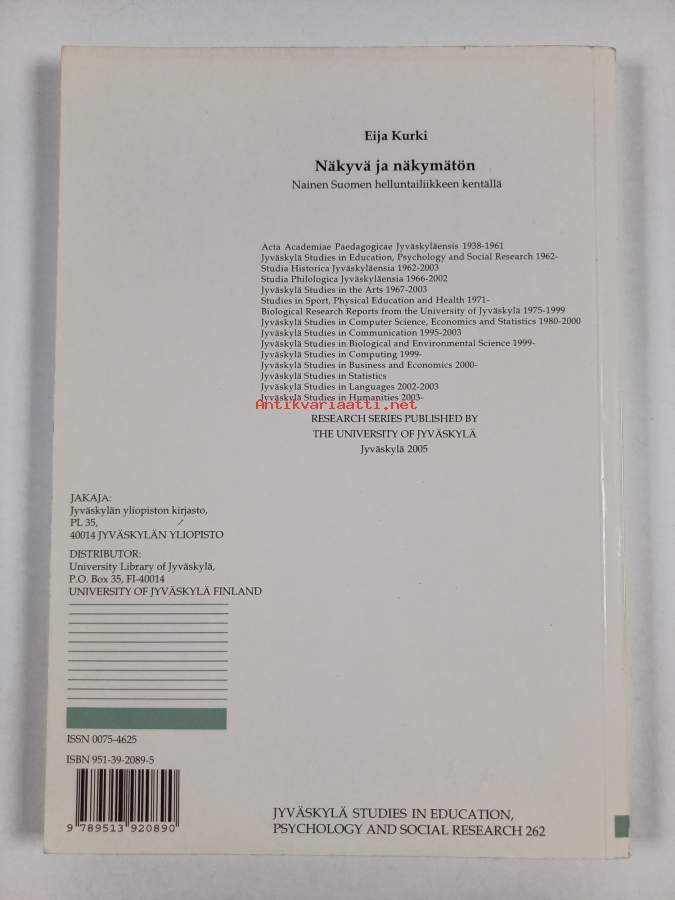 Eija Kurki
Näkyvä ja näkymätön
Nainen Suomen helluntailiikkeen kentällä
Acta Academiae Paedagogicae Jyväskyläensis 1938-1961
Jyväskylä Studies in Education, Psychology and Social Research 1962-
Studia Historica Jyväskyläensia 1962-2003
Studia Philologica Jyväskyläensia 1966-2002
Jyväskylä Studies in the Arts 1967-2003
Studies in Sport, Physical Education and Health 1971-
Biological Research Reports from the University of Jyväskylä 1975-1999
Jyväskylä Studies in Computer Science, Economics and Statistics 1980-2000
Jyväskylä Studies in Communication 1995-2003
Jyväskylä Studies in Biological and Environmental Science 1999-
Jyväskylä Studies in Computing 1999-
Jyväskylä Studies in Business and Economics 2000-
Jyväskylä Studies in Statistics
Jyväskylä Studies in Languages 2002-2003
Jyväskylä Studies in Humanities 2003-
Antikvariaatti.net
RESEARCH SERIES PUBLISHED BY
THE UNIVERSITY OF JYVÄSKYLÄ
Jyväskylä 2005
JAKAJA:
Jyväskylän yliopiston kirjasto,
PL 35,
40014 JYVÄSKYLÄN YLIOPISTO
DISTRIBUTOR:
University Library of Jyväskylä,
P.O. Box 35, FI-40014
UNIVERSITY OF JYVÄSKYLÄ FINLAND
ISSN 0075-4625
ISBN 951-39-2089-5
9 789513 920890
JYVÄSKYLÄ STUDIES IN EDUCATION,
PSYCHOLOGY AND SOCIAL RESEARCH 262